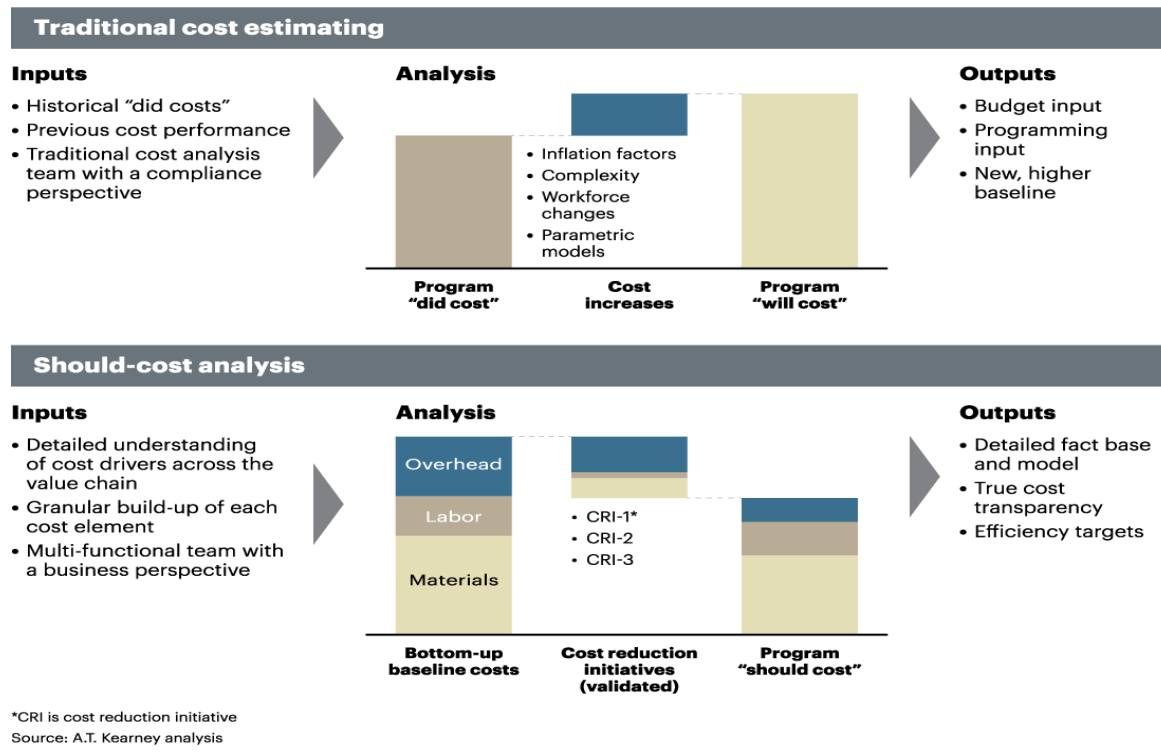 Traditional cost estimating
Inputs
• Historical “did costs”
• Previous cost performance
• Traditional cost analysis
team with a compliance
perspective
Analysis
• Inflation factors
• Complexity
• Workforce
changes
• Parametric
models
Program
“did cost”
Cost
increases
Program
“will cost”
Outputs
• Budget input
• Programming
input
• New, higher
baseline
Should-cost analysis
Inputs
• Detailed understanding
of cost drivers across the
value chain
• Granular build-up of each
cost element
• Multi-functional team with
a business perspective
Analysis
Overhead
Labor
Materials
• CRI-1*
• CRI-2
• CRI-3
Bottom-up
baseline costs
Cost reduction
initiatives
(validated)
Program
“should cost”
Outputs
• Detailed fact base
and model
• True cost
transparency
• Efficiency targets
*CRI is cost reduction initiative
Source: A.T. Kearney analysis